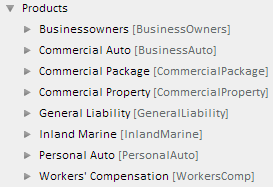 Products
Businessowners [BusinessOwners]
Commercial Auto [BusinessAuto]
Commercial Package [CommercialPackage]
Commercial Property [CommercialProperty]
General Liability [GeneralLiability]
Inland Marine [InlandMarine]
Personal Auto [PersonalAuto]
Workers' Compensation [WorkersComp]